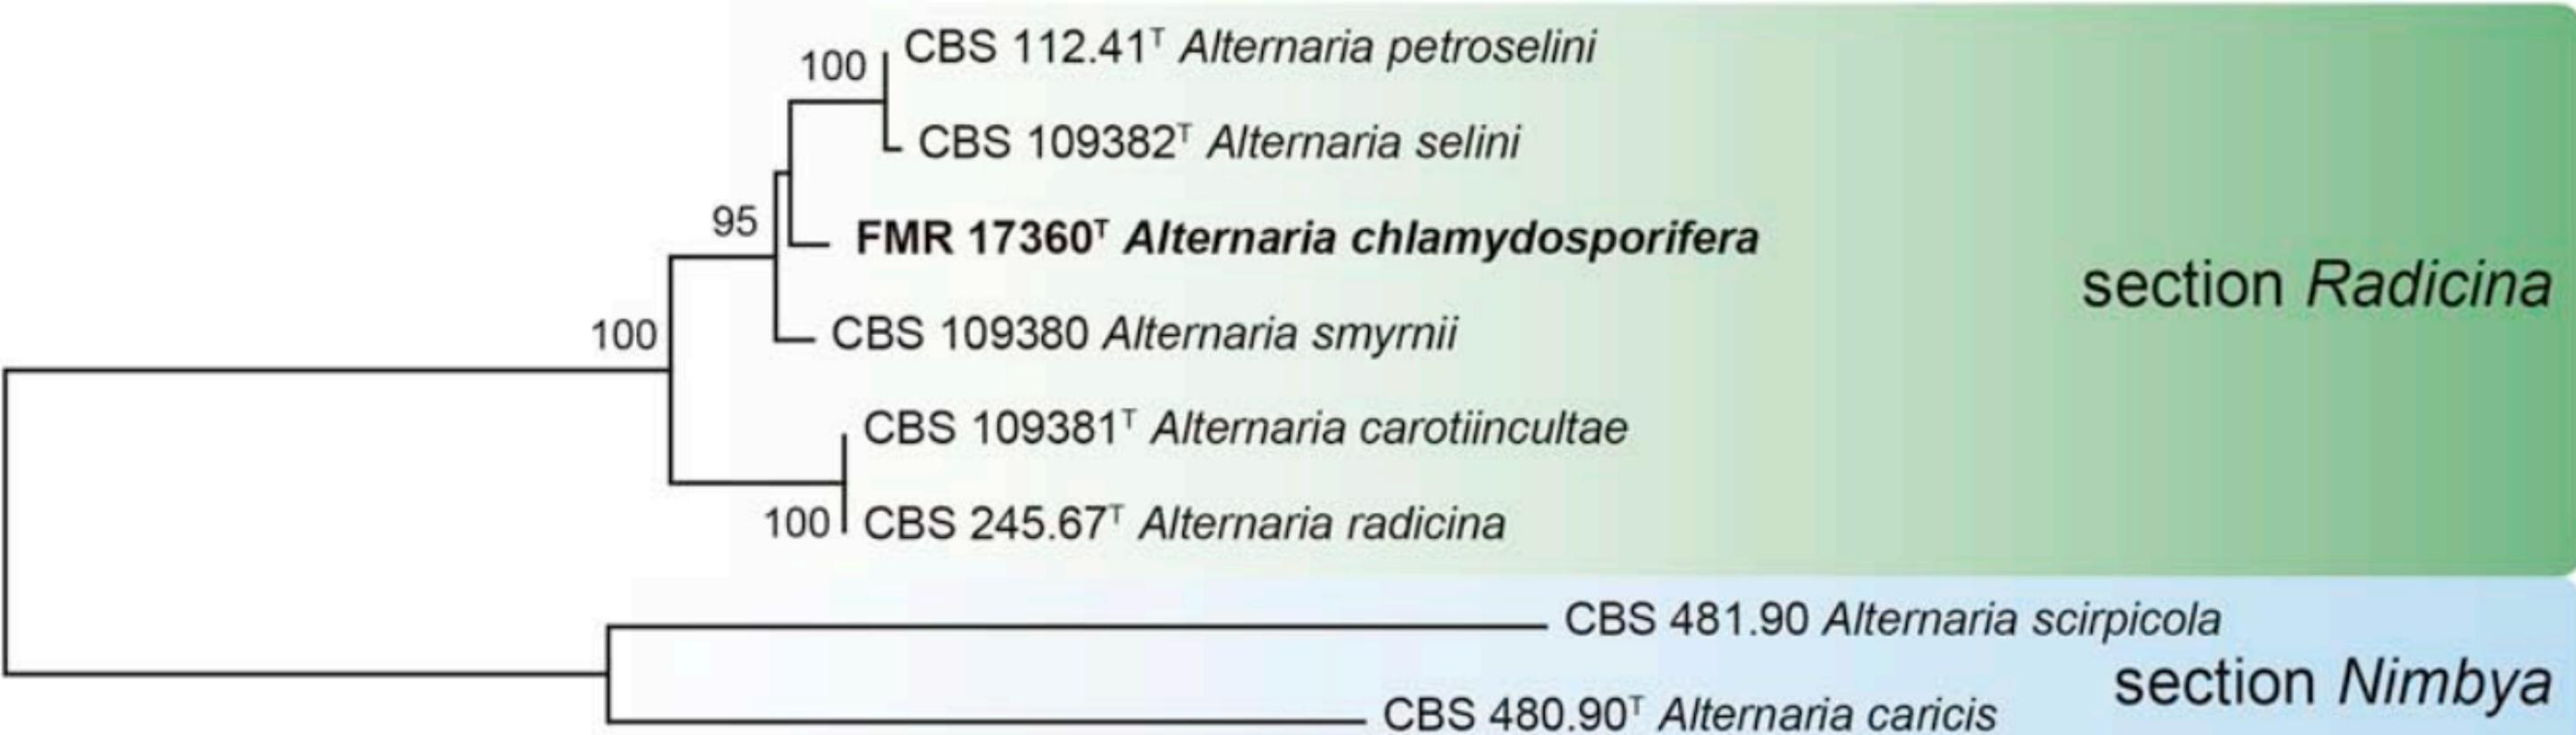 CBS 112.41ᵀ Alternaria petroselini
100
CBS 109382ᵀ Alternaria selini
95
FMR 17360ᵀ Alternaria chlamydosporifera
section Radicina
100
CBS 109380 Alternaria smyrnii
CBS 109381ᵀ Alternaria carotiincultae
100
CBS 245.67ᵀ Alternaria radicina
CBS 481.90 Alternaria scirpicola
section Nimbya
CBS 480.90ᵀ Alternaria caricis